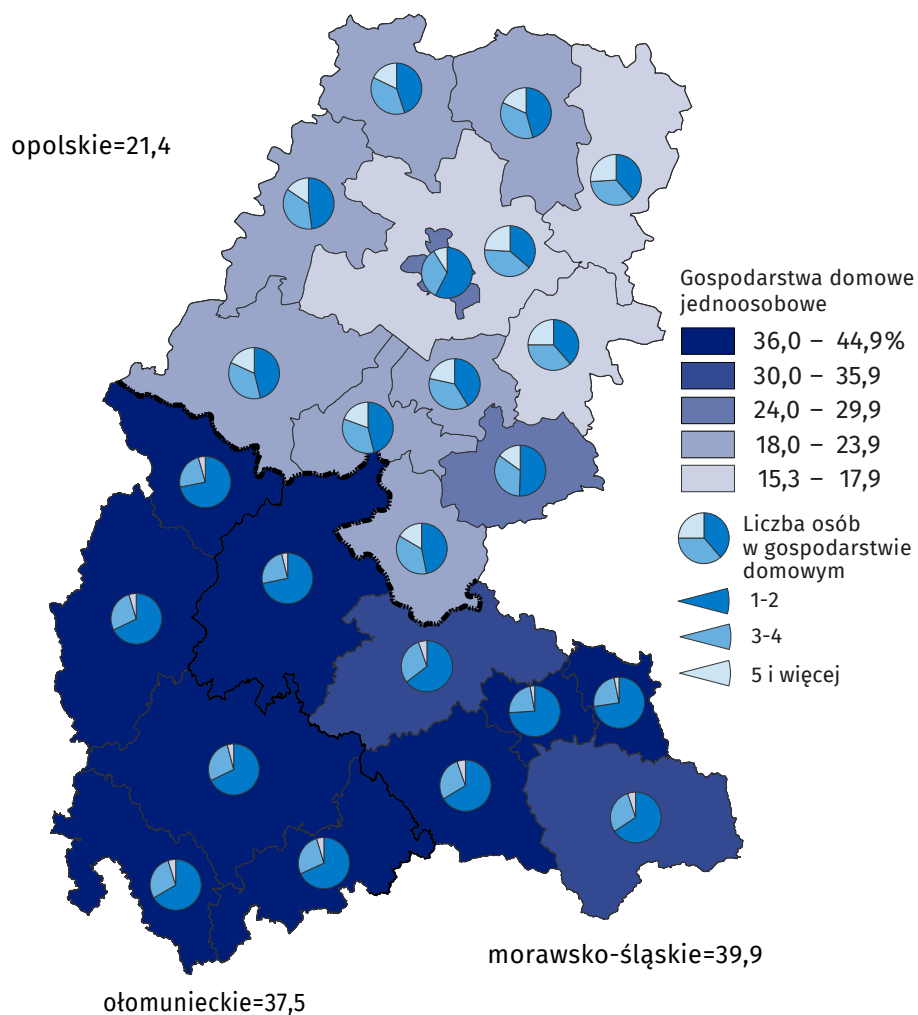 opolskie=21,4
Gospodarstwa domowe
jednoosobowe
36,0 – 44,9%
30,0 – 35,9
24,0 – 29,9
18,0 – 23,9
15,3 – 17,9
Liczba osób
w gospodarstwie
domowym
1-2
3-4
5 i więcej
morawsko-śląskie=39,9
ołomunieckie=37,5